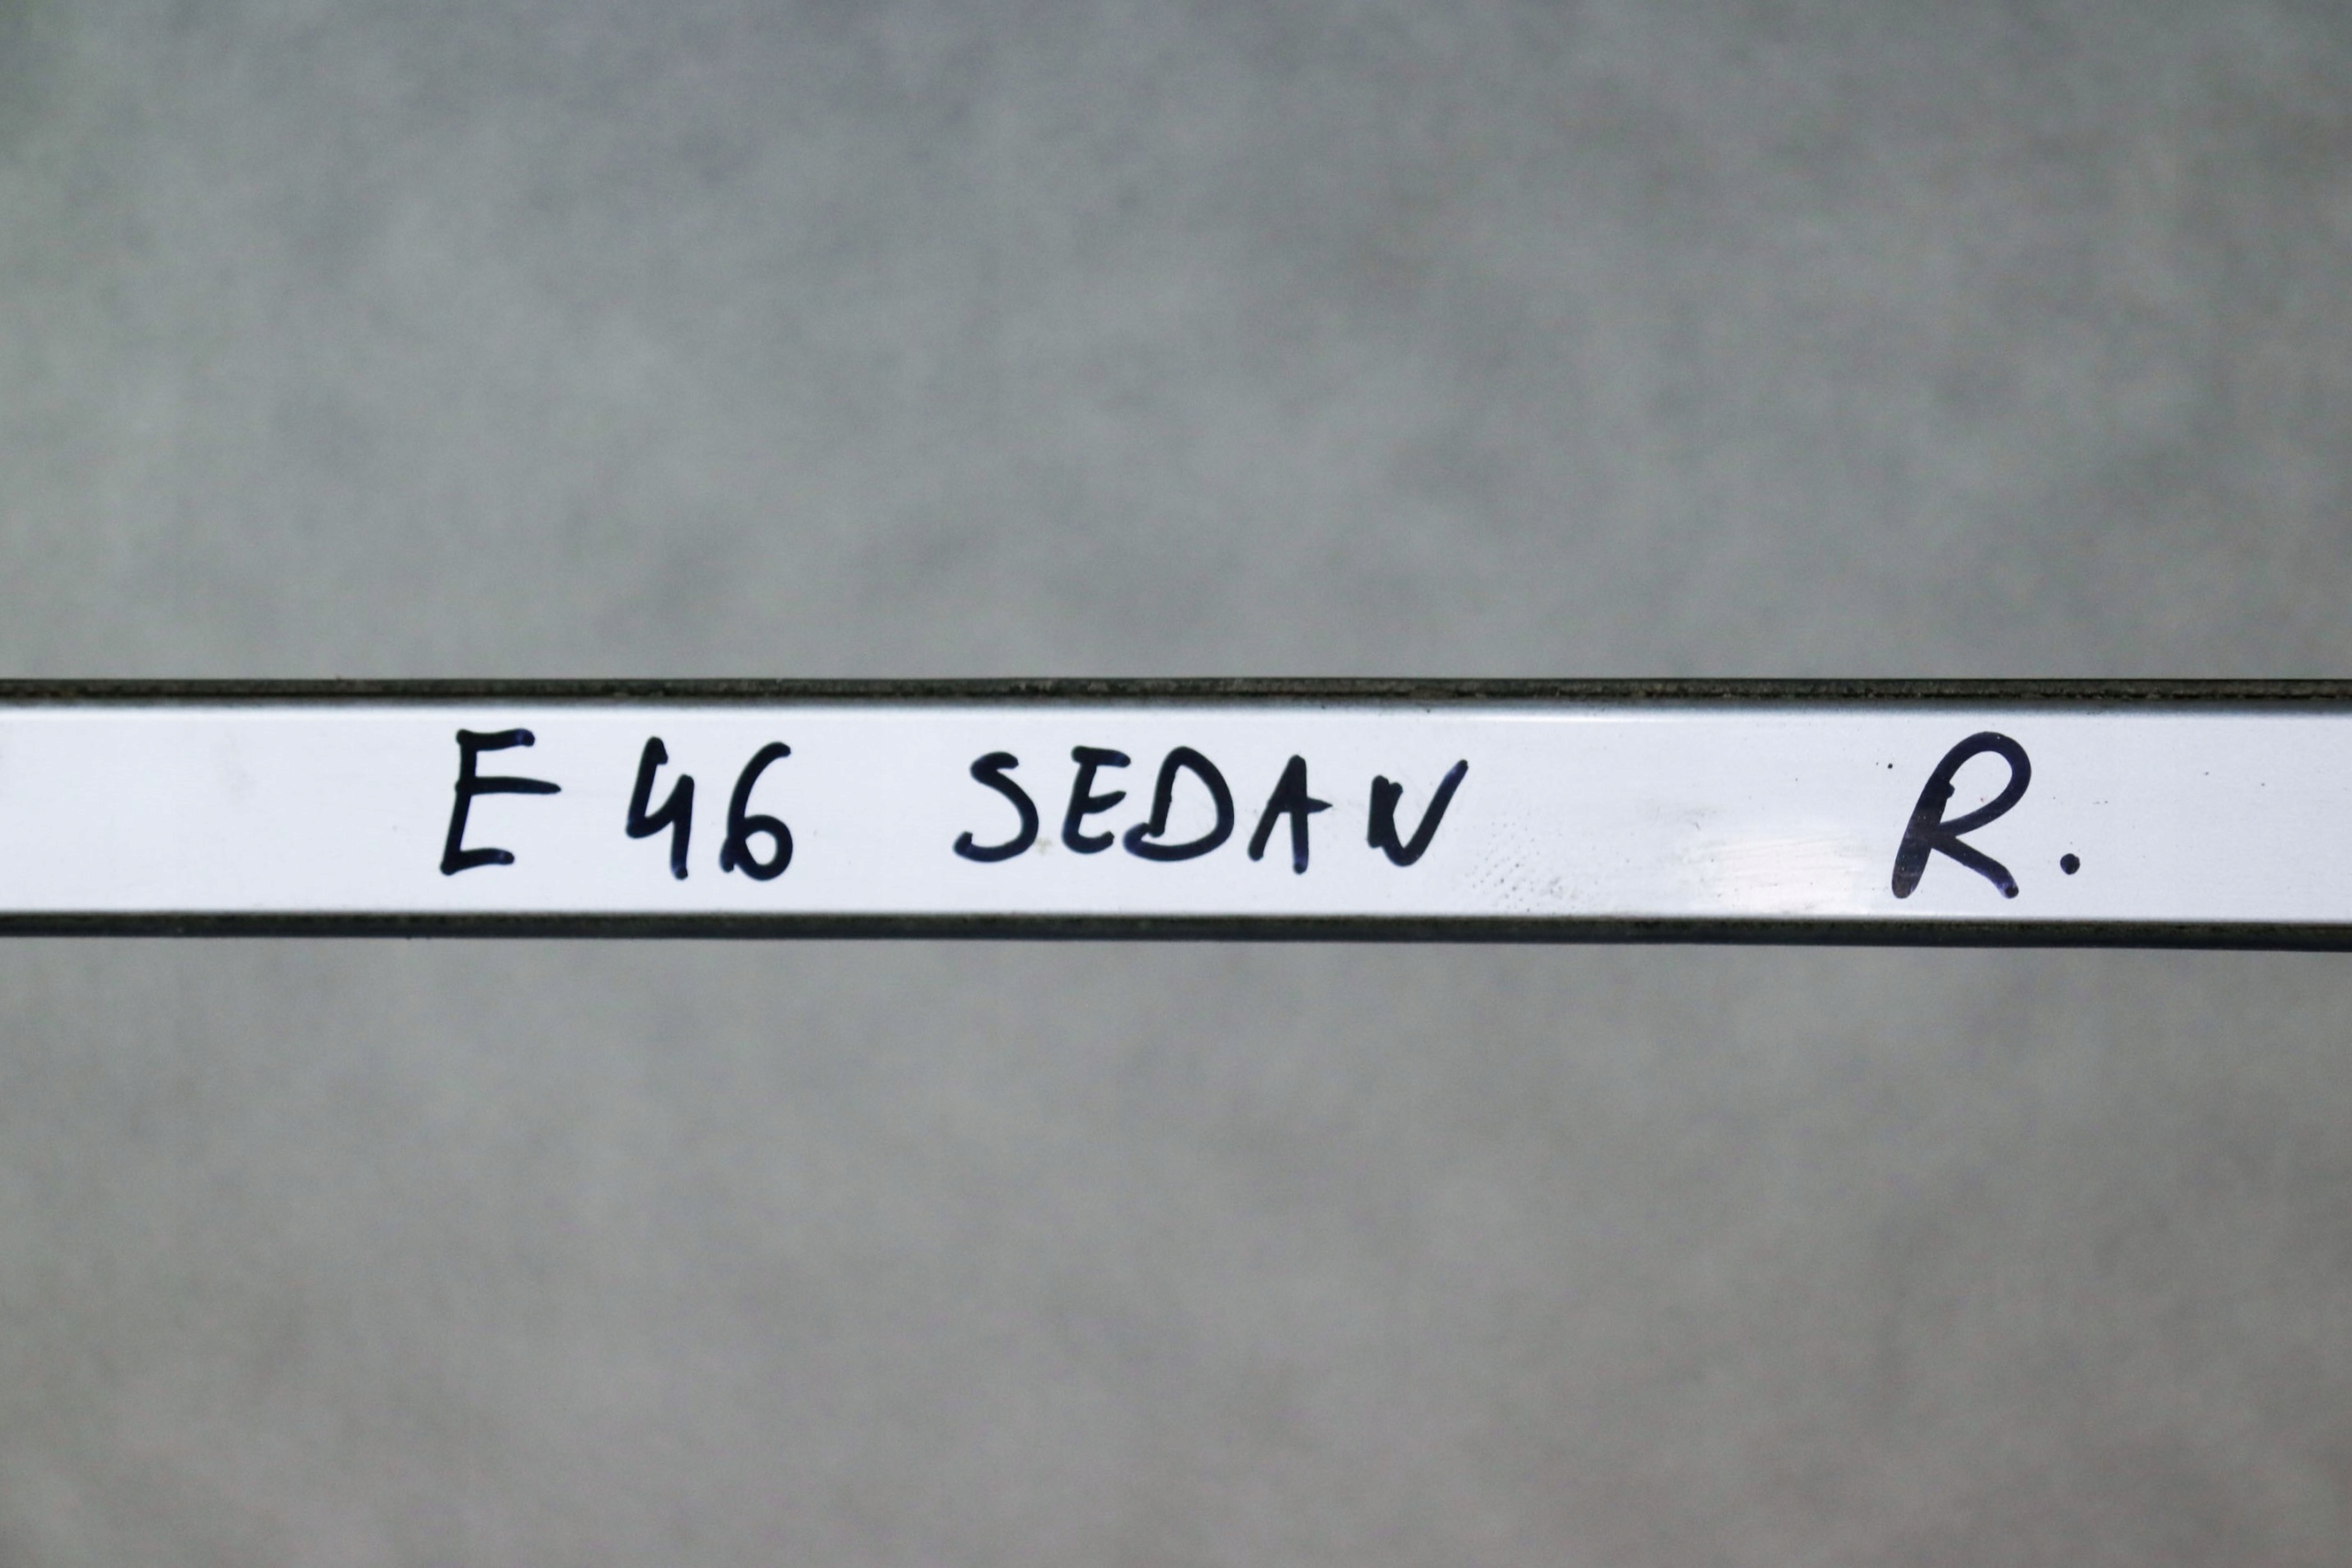 E46 SEDAN R.